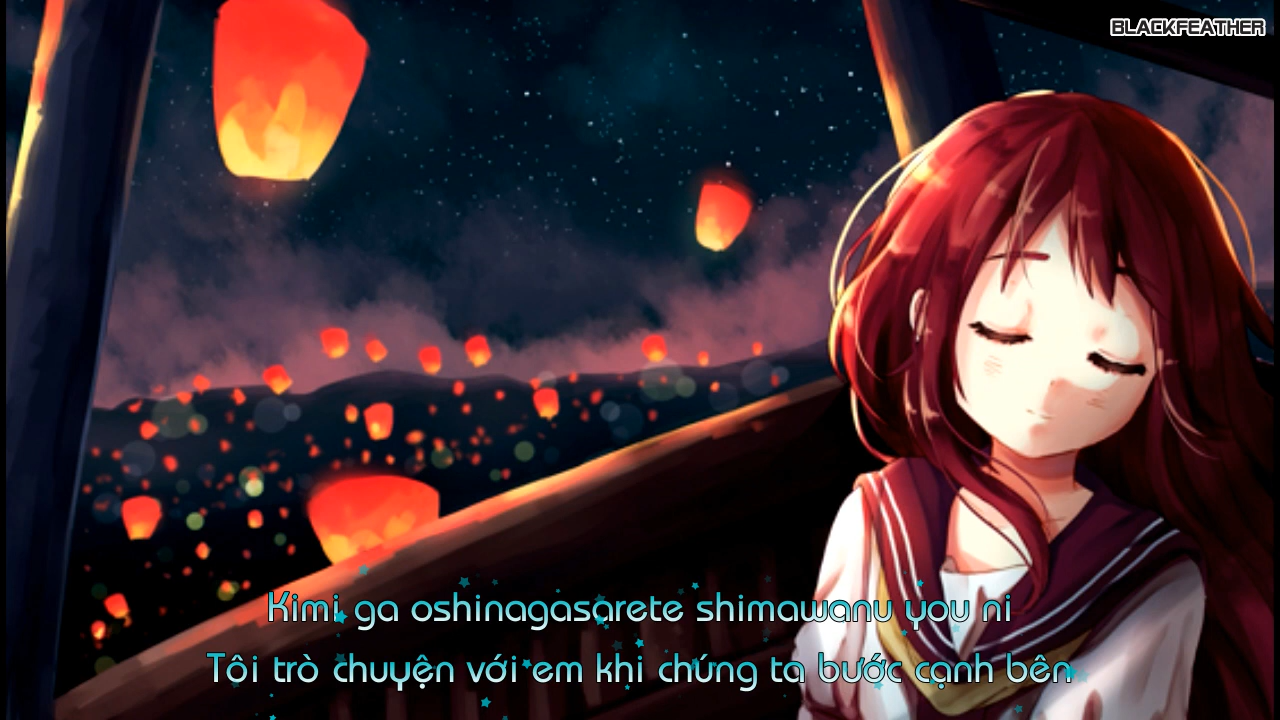 BLACKFEATHER
Kimi ga oshinagasarete shimawanu you ni
Tôi trò chuyện với em khi chúng ta bước cạnh bên